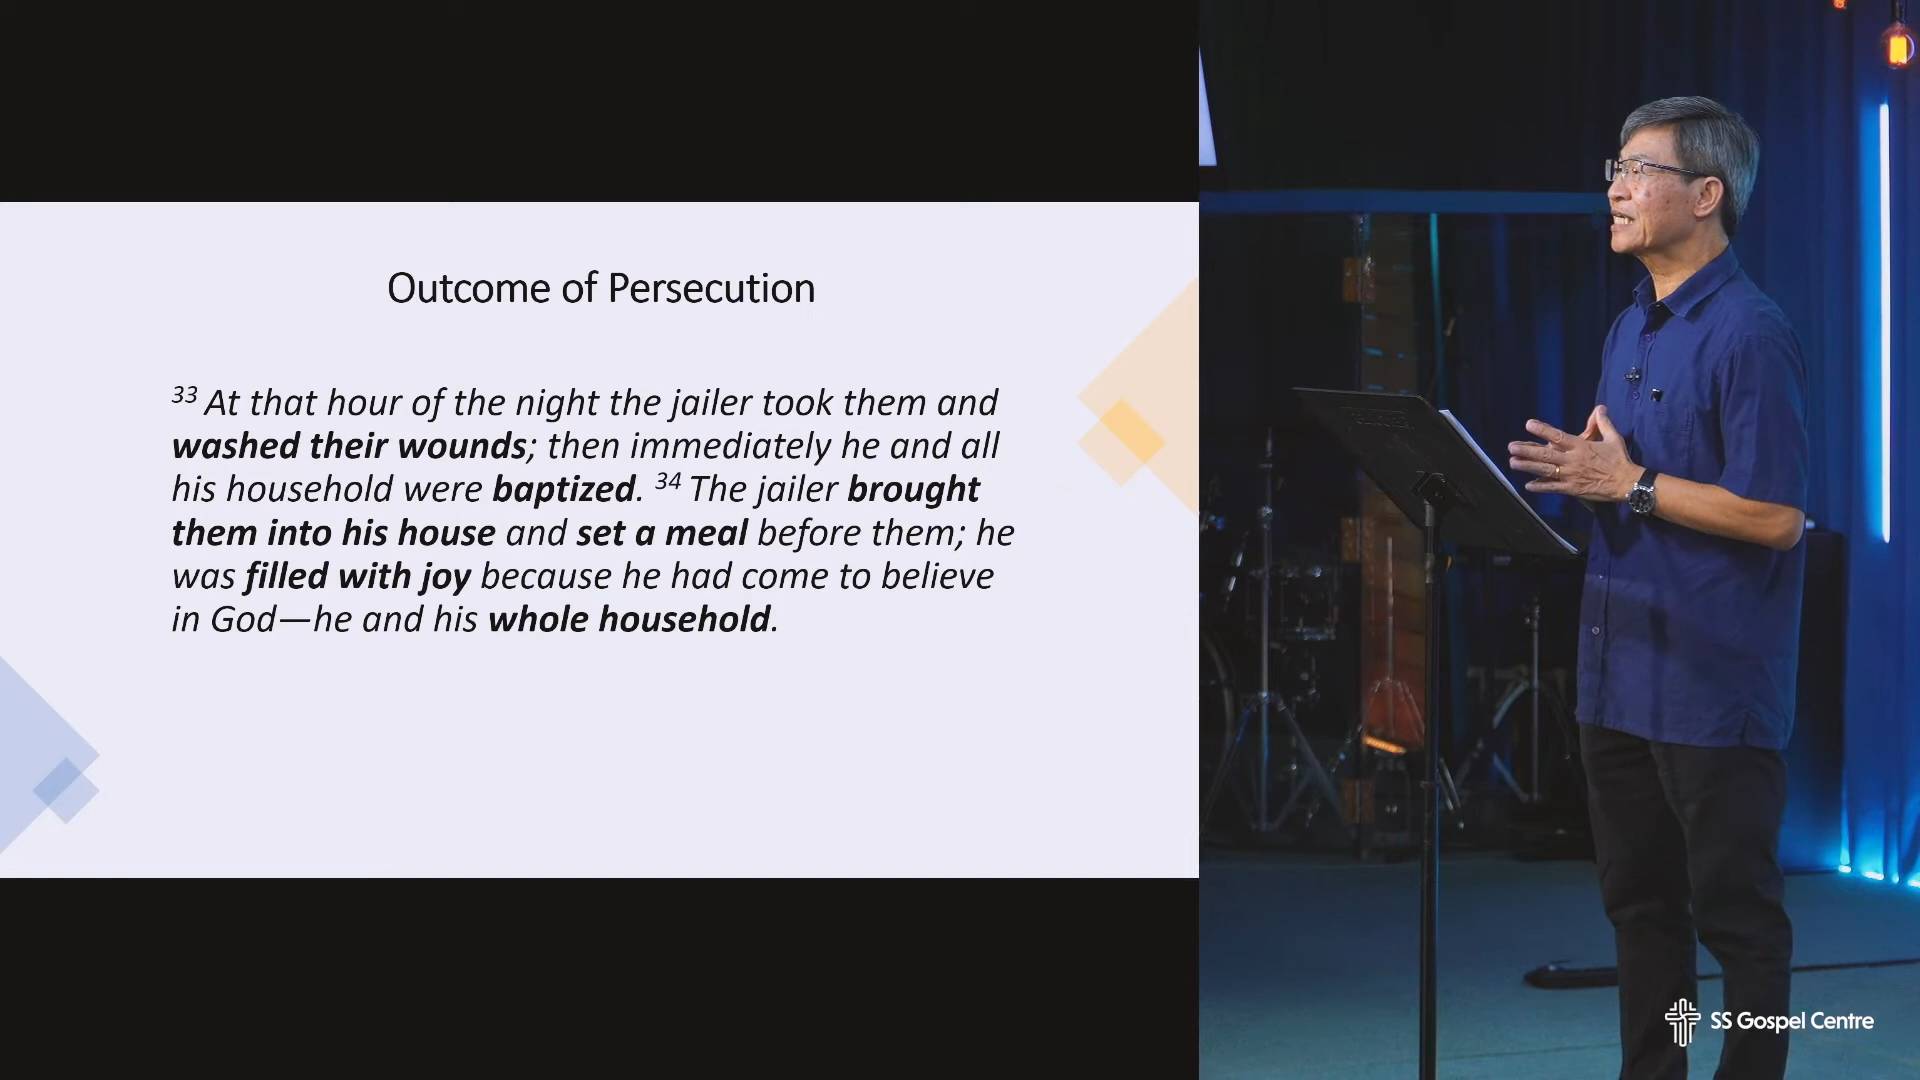 Outcome of Persecution
33 At that hour of the night the jailer took them and
washed their wounds; then immediately he and all
his household were baptized. 34 The jailer brought
them into his house and set a meal before them; he
was filled with joy because he had come to believe
in God—he and his whole household.
SS Gospel Centre